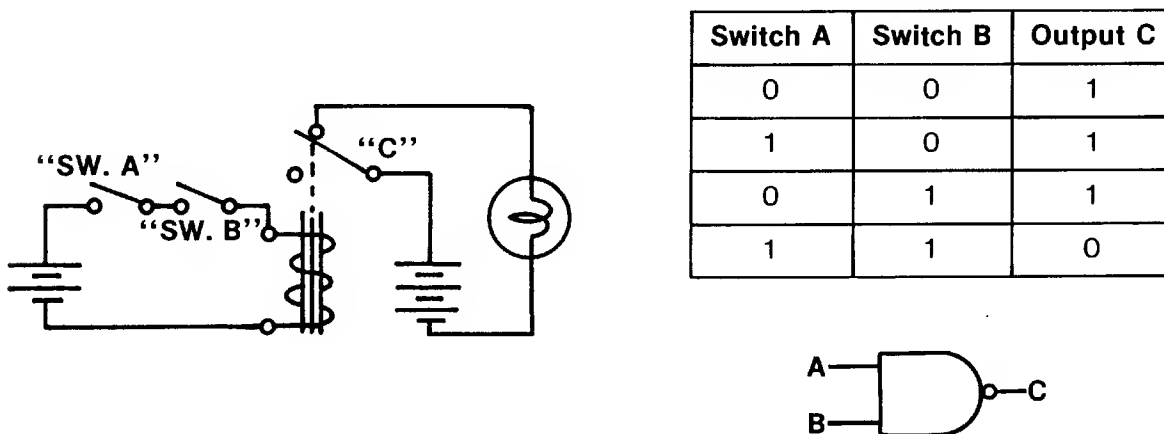 “SW. A”
“SW. B”
“C”
Switch A Switch B Output C
0 0 1
1 0 1
0 1 1
1 1 0
A
B
C